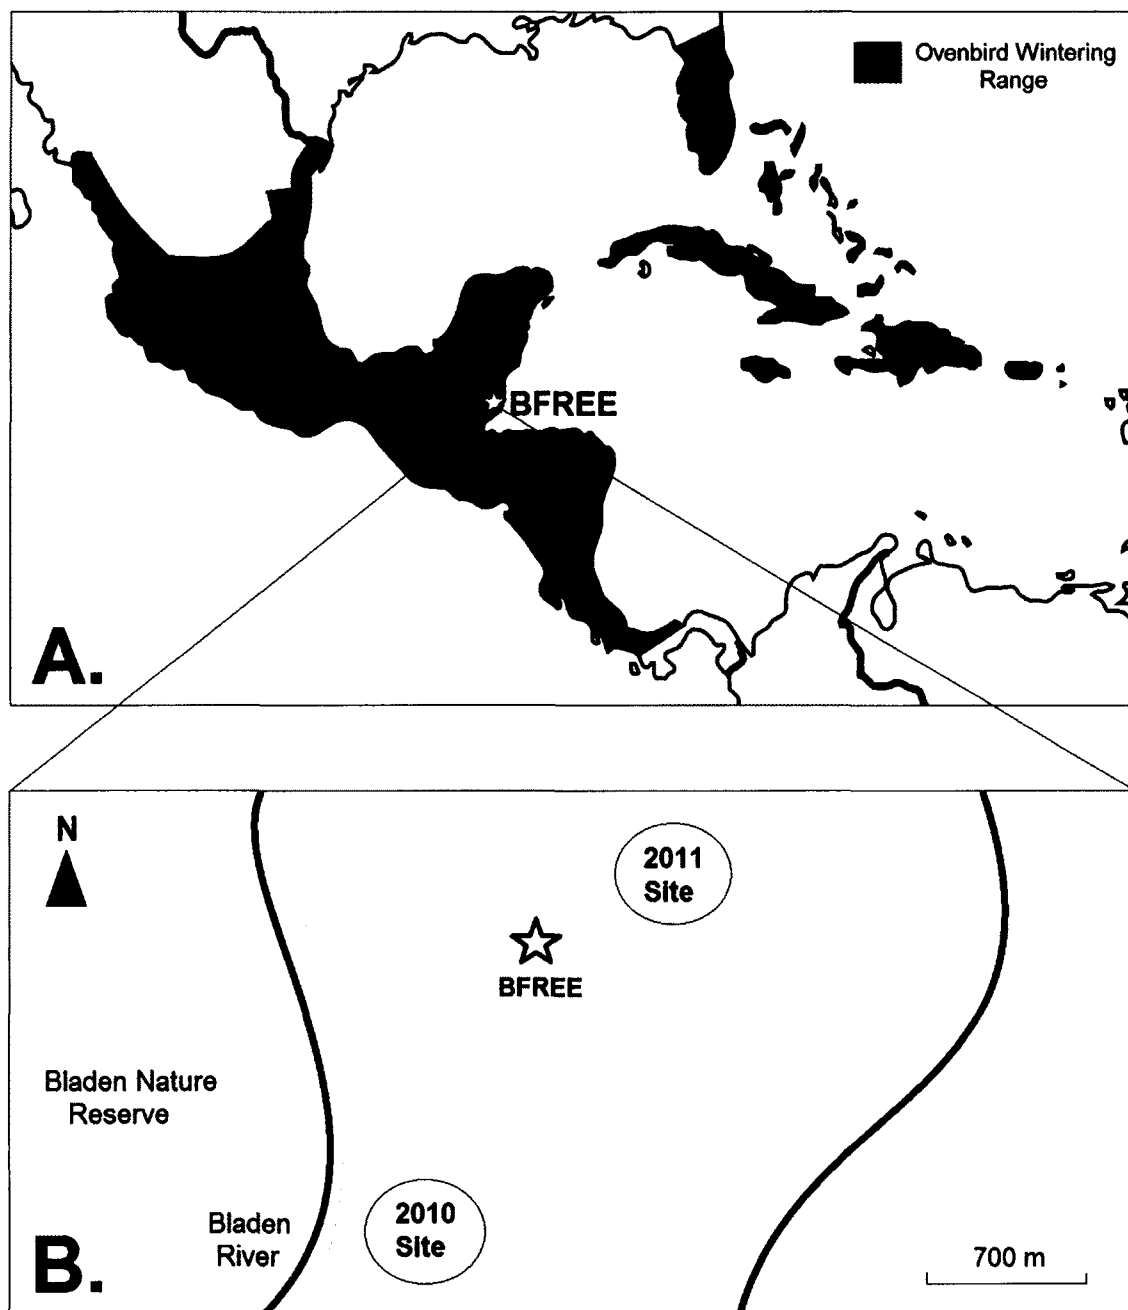 Ovenbird Wintering
Range
BFREE
A.
N
2011
Site
BFREE
Bladen Nature
Reserve
2010
Site
Bladen
River
700 m
B.